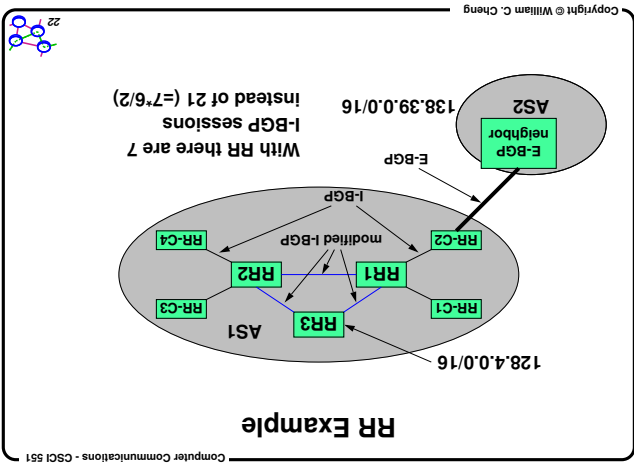 Computer Communications - CSCI 551
RR Example
128.4.0.0/16
RR3
AS1
RR-C1
RR1
RR2
RR-C3
modified I-BGP
RR-C2
RR-C4
I-BGP
E-BGP
E-BGP
neighbor
AS2
138.39.0.0/16
With RR there are 7
I-BGP sessions
instead of 21 (=7*6/2)
22
Copyright © William C. Cheng